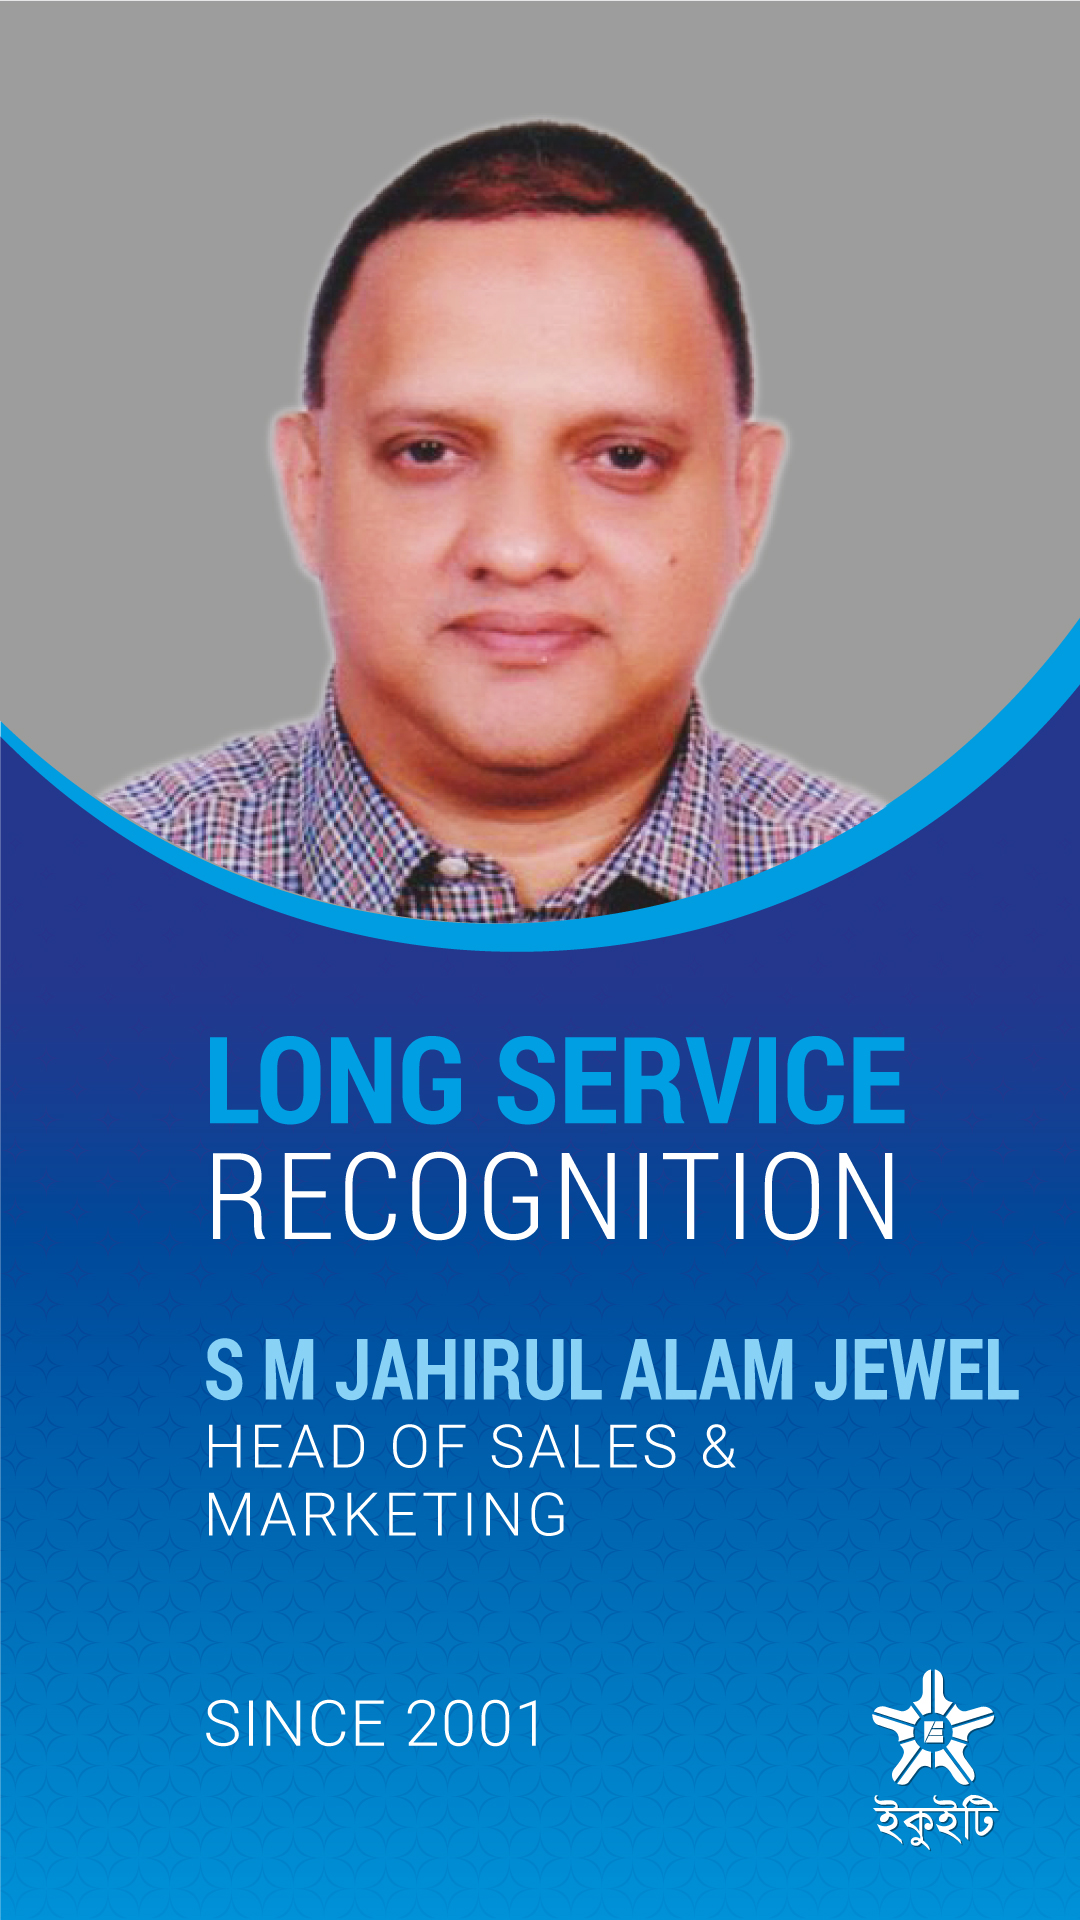 LONG SERVICE
RECOGNITION
S M JAHIRUL ALAM JEWEL
HEAD OF SALES &
MARKETING
SINCE 2001
ইকুইটি